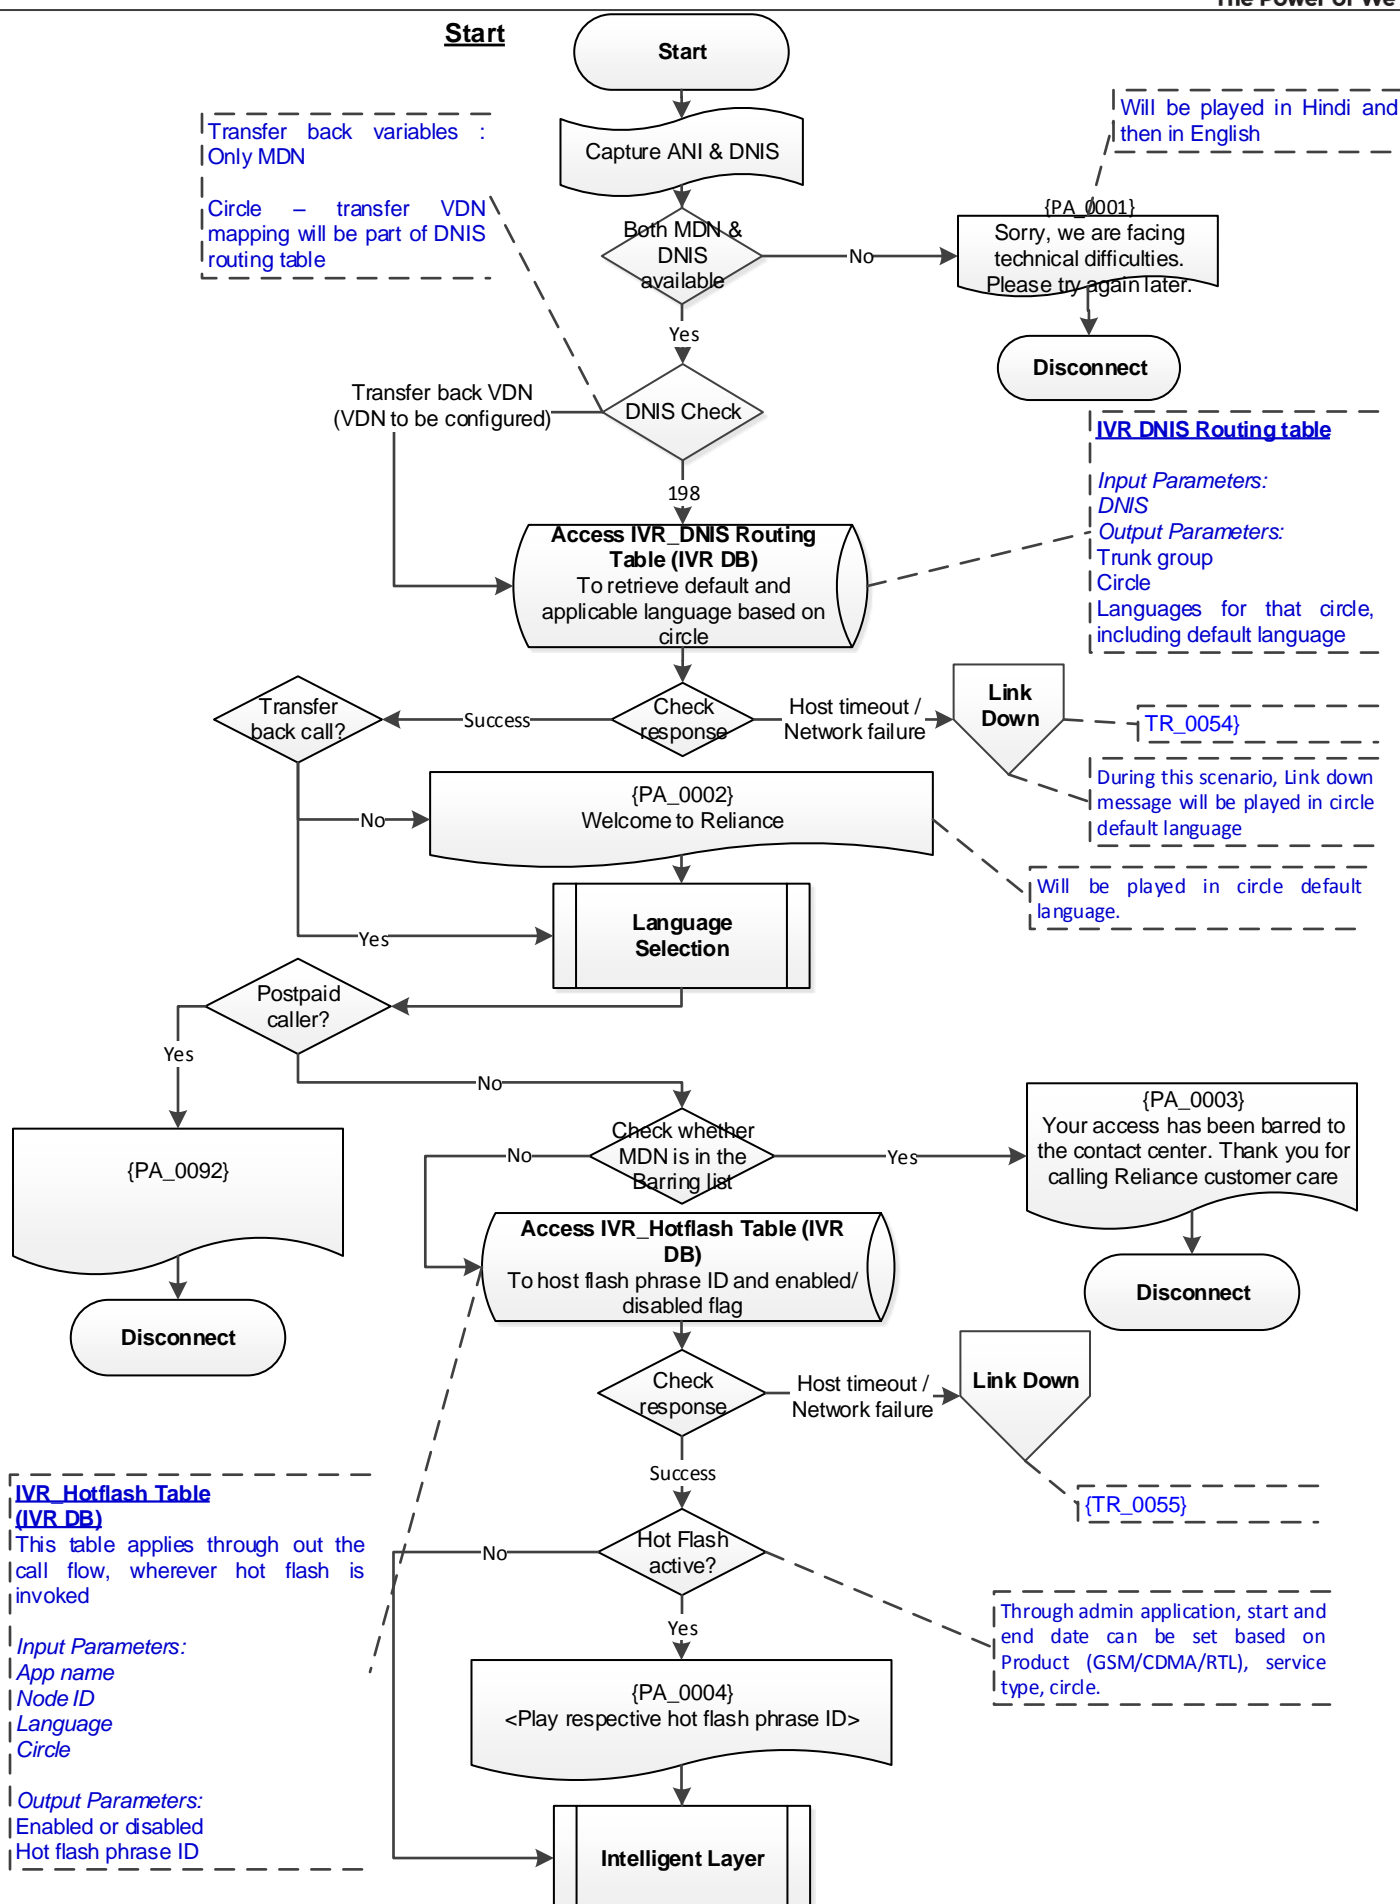 The Power of We
Start
Start
Transfer back variables :
Only MDN
Circle – transfer VDN
mapping will be part of DNIS
routing table
Capture ANI & DNIS
Will be played in Hindi and
then in English
Both MDN &
DNIS
available
No
{PA_0001}
Sorry, we are facing
technical difficulties.
Please try again later.
Yes
Disconnect
Transfer back VDN
(VDN to be configured)
DNIS Check
198
IVR DNIS Routing table
Input Parameters:
DNIS
Output Parameters:
Trunk group
Circle
Languages for that circle,
including default language
Access IVR_DNIS Routing
Table (IVR DB)
To retrieve default and
applicable language based on
circle
Transfer
back call?
Success
Check
response
Host timeout /
Network failure
Link
Down
TR_0054}
During this scenario, Link down
message will be played in circle
default language
{PA_0002}
Welcome to Reliance
No
Will be played in circle default
language.
Yes
Language
Selection
Postpaid
caller?
Yes
No
{PA_0092}
Disconnect
No
Check whether
MDN is in the
Barring list
Yes
{PA_0003}
Your access has been barred to
the contact center. Thank you for
calling Reliance customer care
Disconnect
Access IVR_Hotflash Table (IVR
DB)
To host flash phrase ID and enabled/
disabled flag
Check
response
Host timeout /
Network failure
Link Down
{TR_0055}
Success
IVR_Hotflash Table
(IVR DB)
This table applies through out the
call flow, wherever hot flash is
invoked
Input Parameters:
App name
Node ID
Language
Circle
Output Parameters:
Enabled or disabled
Hot flash phrase ID
No
Hot Flash
active?
Yes
Through admin application, start and
end date can be set based on
Product (GSM/CDMA/RTL), service
type, circle.
{PA_0004}
<Play respective hot flash phrase ID>
Intelligent Layer